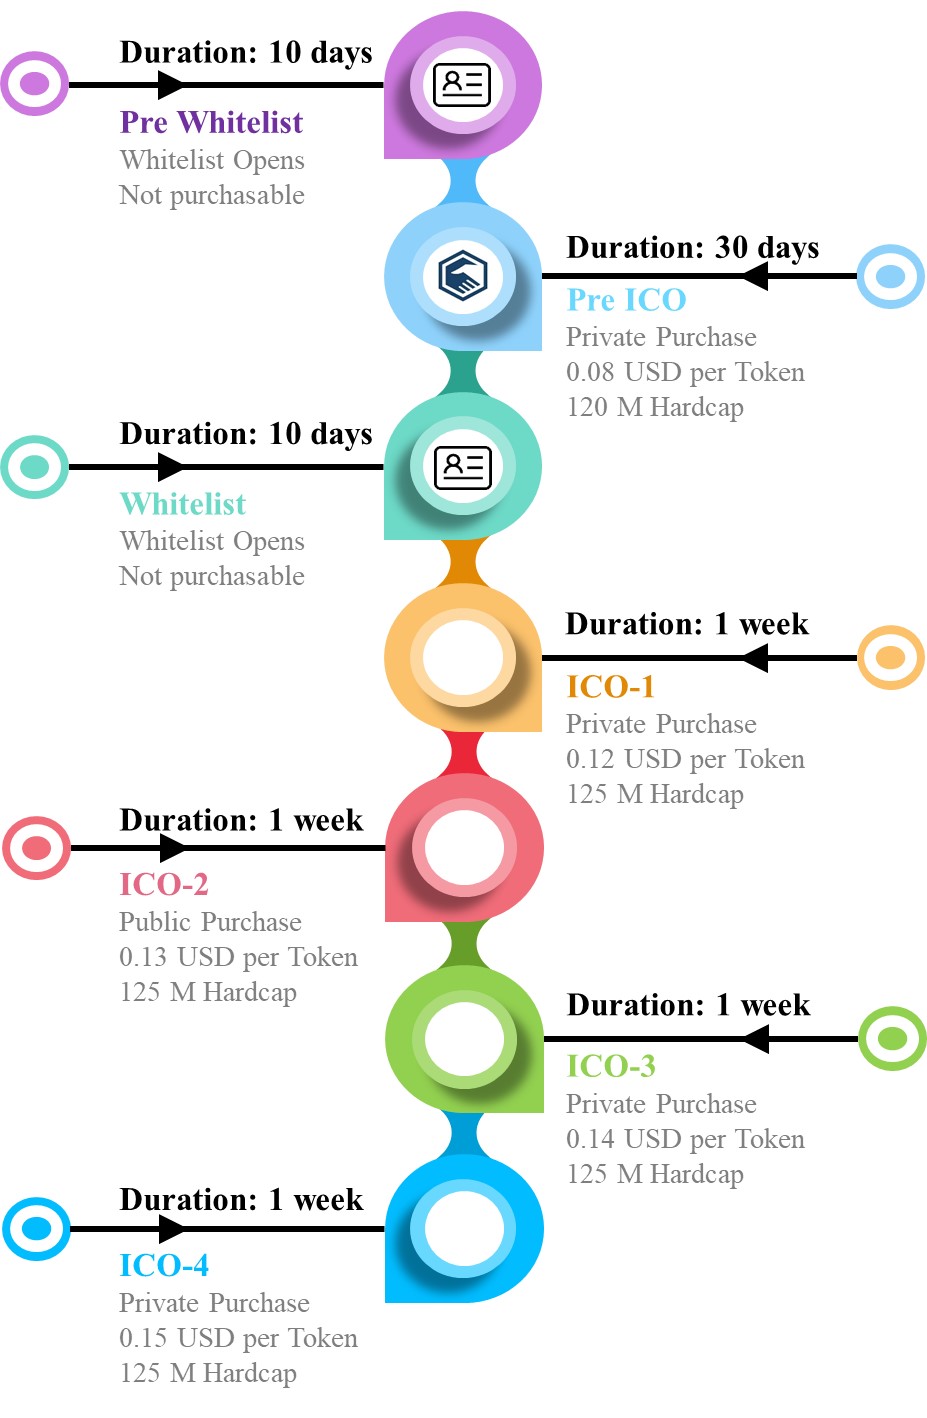 Duration: 10 days
Pre Whitelist
Whitelist Opens
Not purchasable
Duration: 30 days
Pre ICO
Private Purchase
0.08 USD per Token
120 M Hardcap
Duration: 10 days
Whitelist
Whitelist Opens
Not purchasable
Duration: 1 week
ICO-1
Private Purchase
0.12 USD per Token
125 M Hardcap
Duration: 1 week
ICO-2
Public Purchase
0.13 USD per Token
125 M Hardcap
Duration: 1 week
ICO-3
Private Purchase
0.14 USD per Token
125 M Hardcap
Duration: 1 week
ICO-4
Private Purchase
0.15 USD per Token
125 M Hardcap